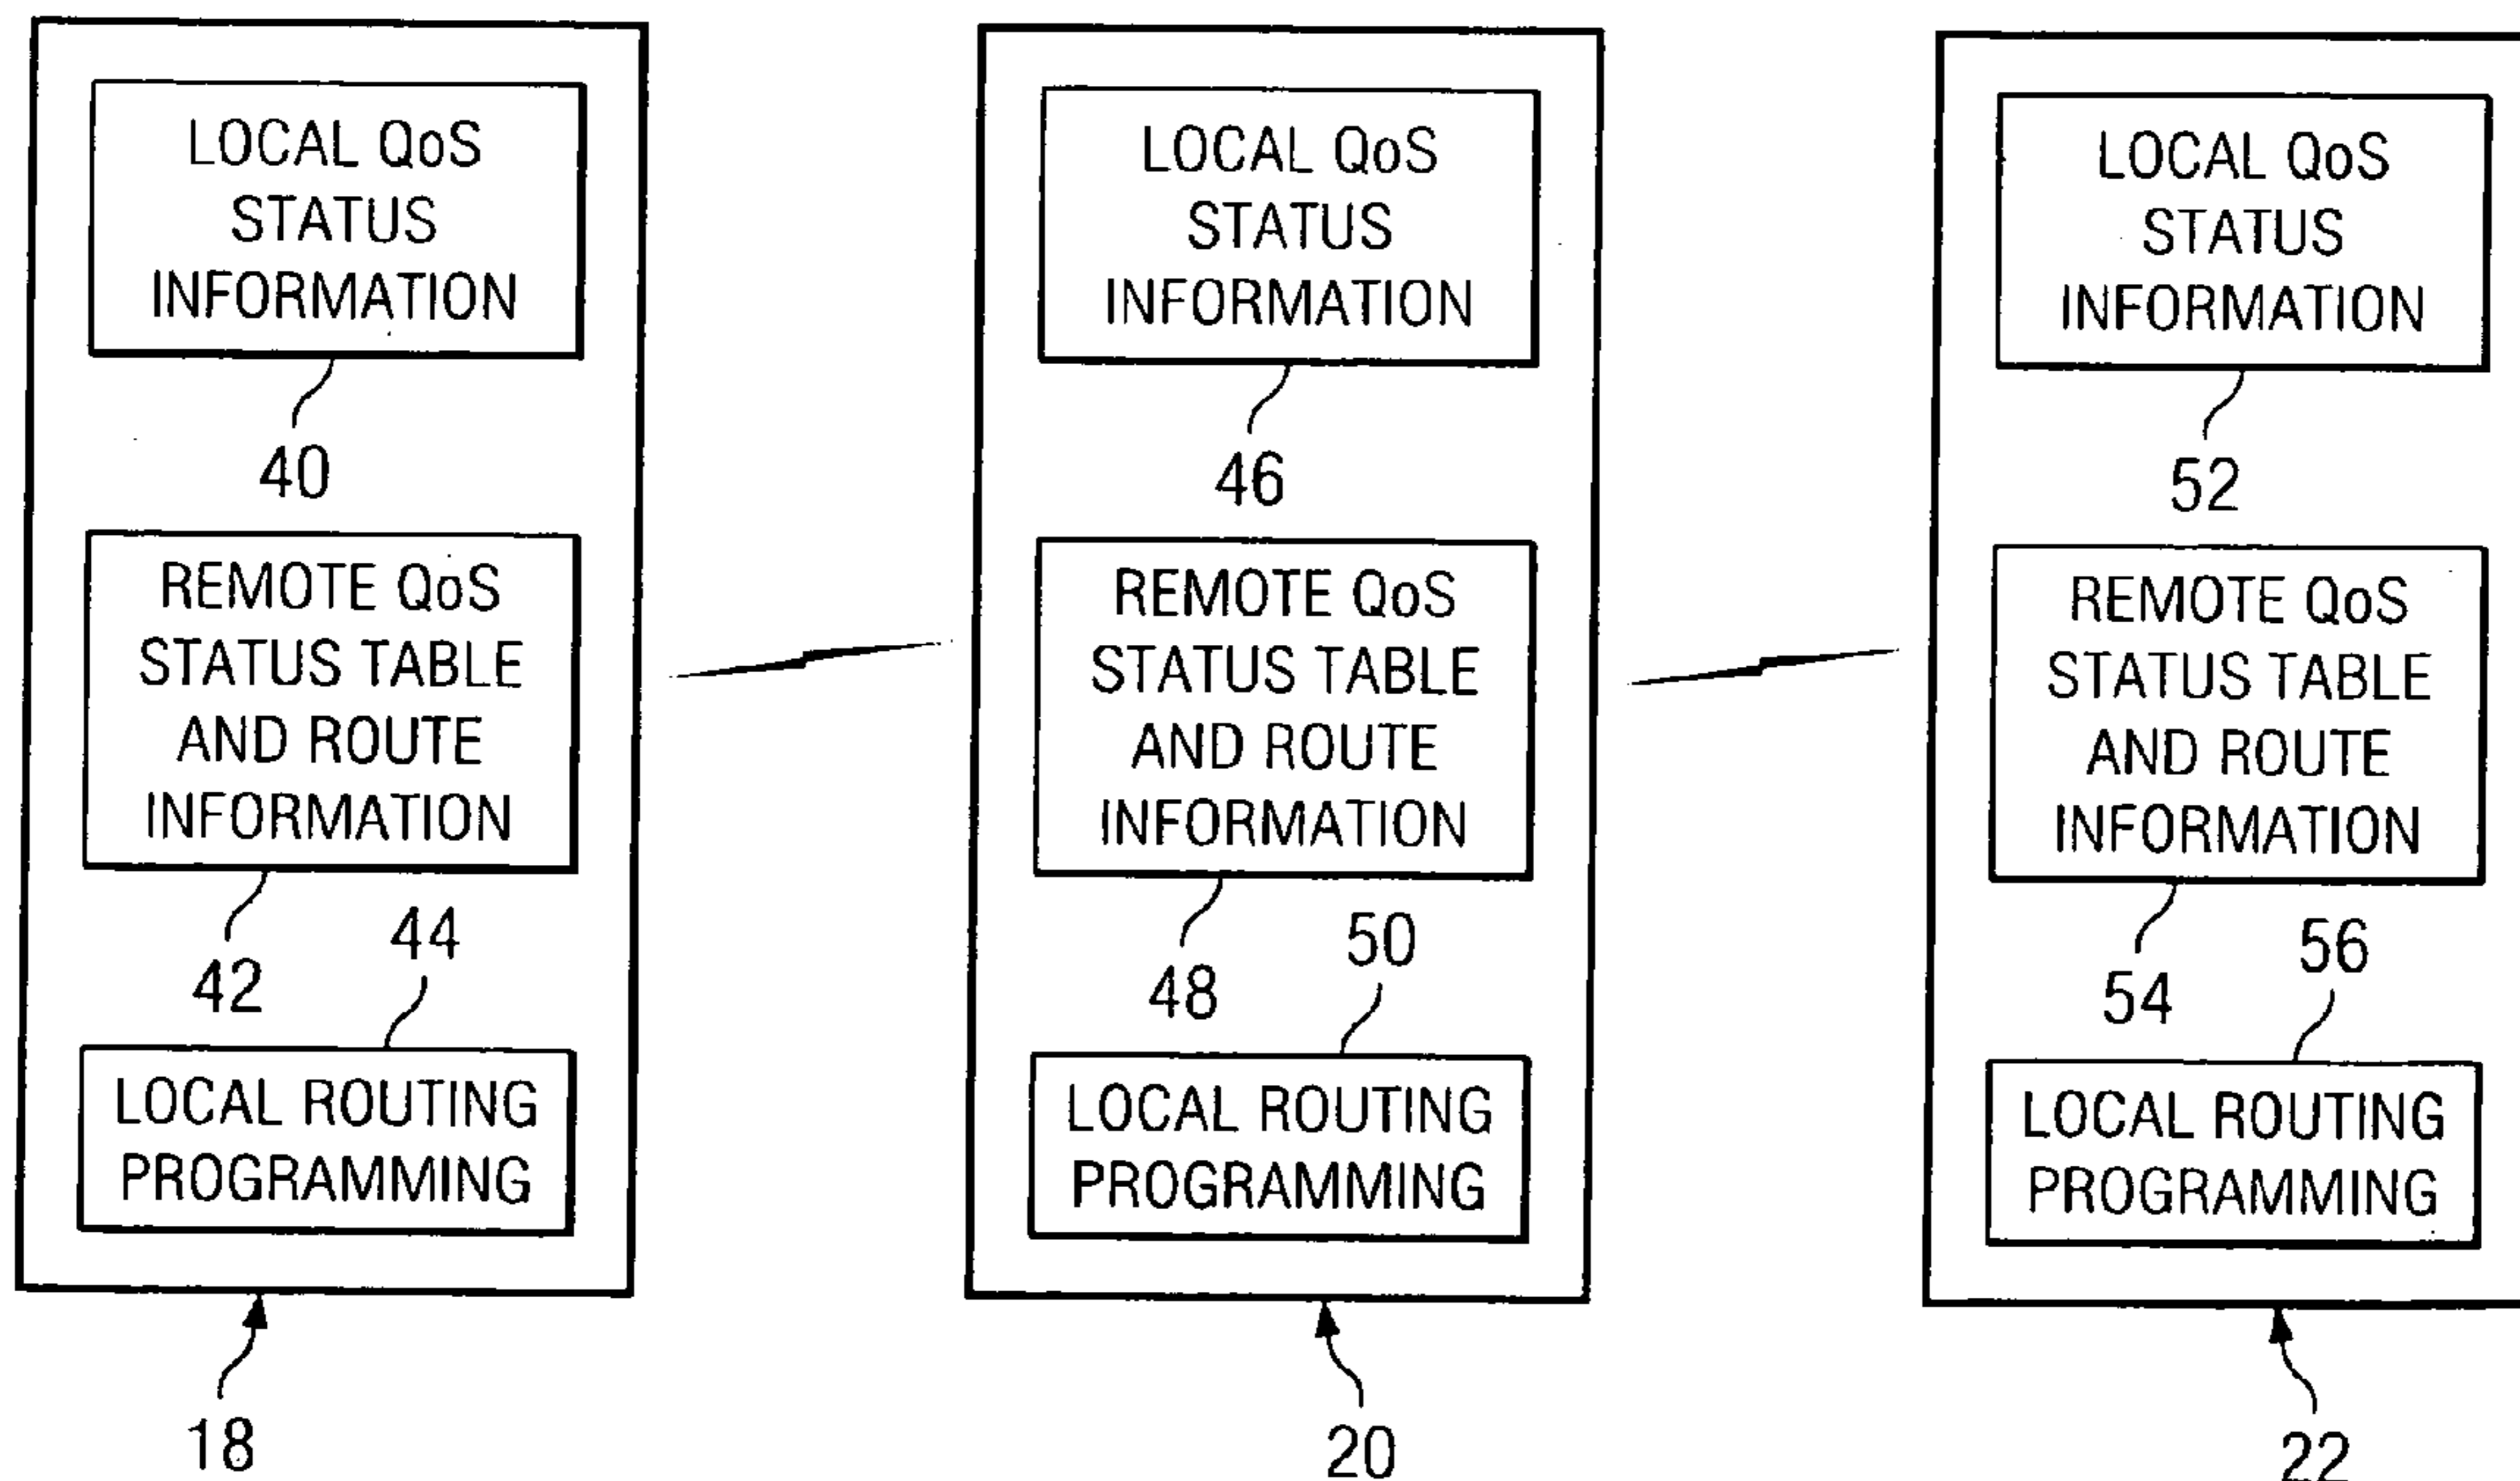 LOCAL QoS
STATUS
INFORMATION
40
REMOTE QoS
STATUS TABLE
AND ROUTE
INFORMATION
42
44
LOCAL ROUTING
PROGRAMMING
18
LOCAL QoS
STATUS
INFORMATION
46
REMOTE QoS
STATUS TABLE
AND ROUTE
INFORMATION
48
50
LOCAL ROUTING
PROGRAMMING
20
LOCAL QoS
STATUS
INFORMATION
52
REMOTE QoS
STATUS TABLE
AND ROUTE
INFORMATION
54
56
LOCAL ROUTING
PROGRAMMING
22